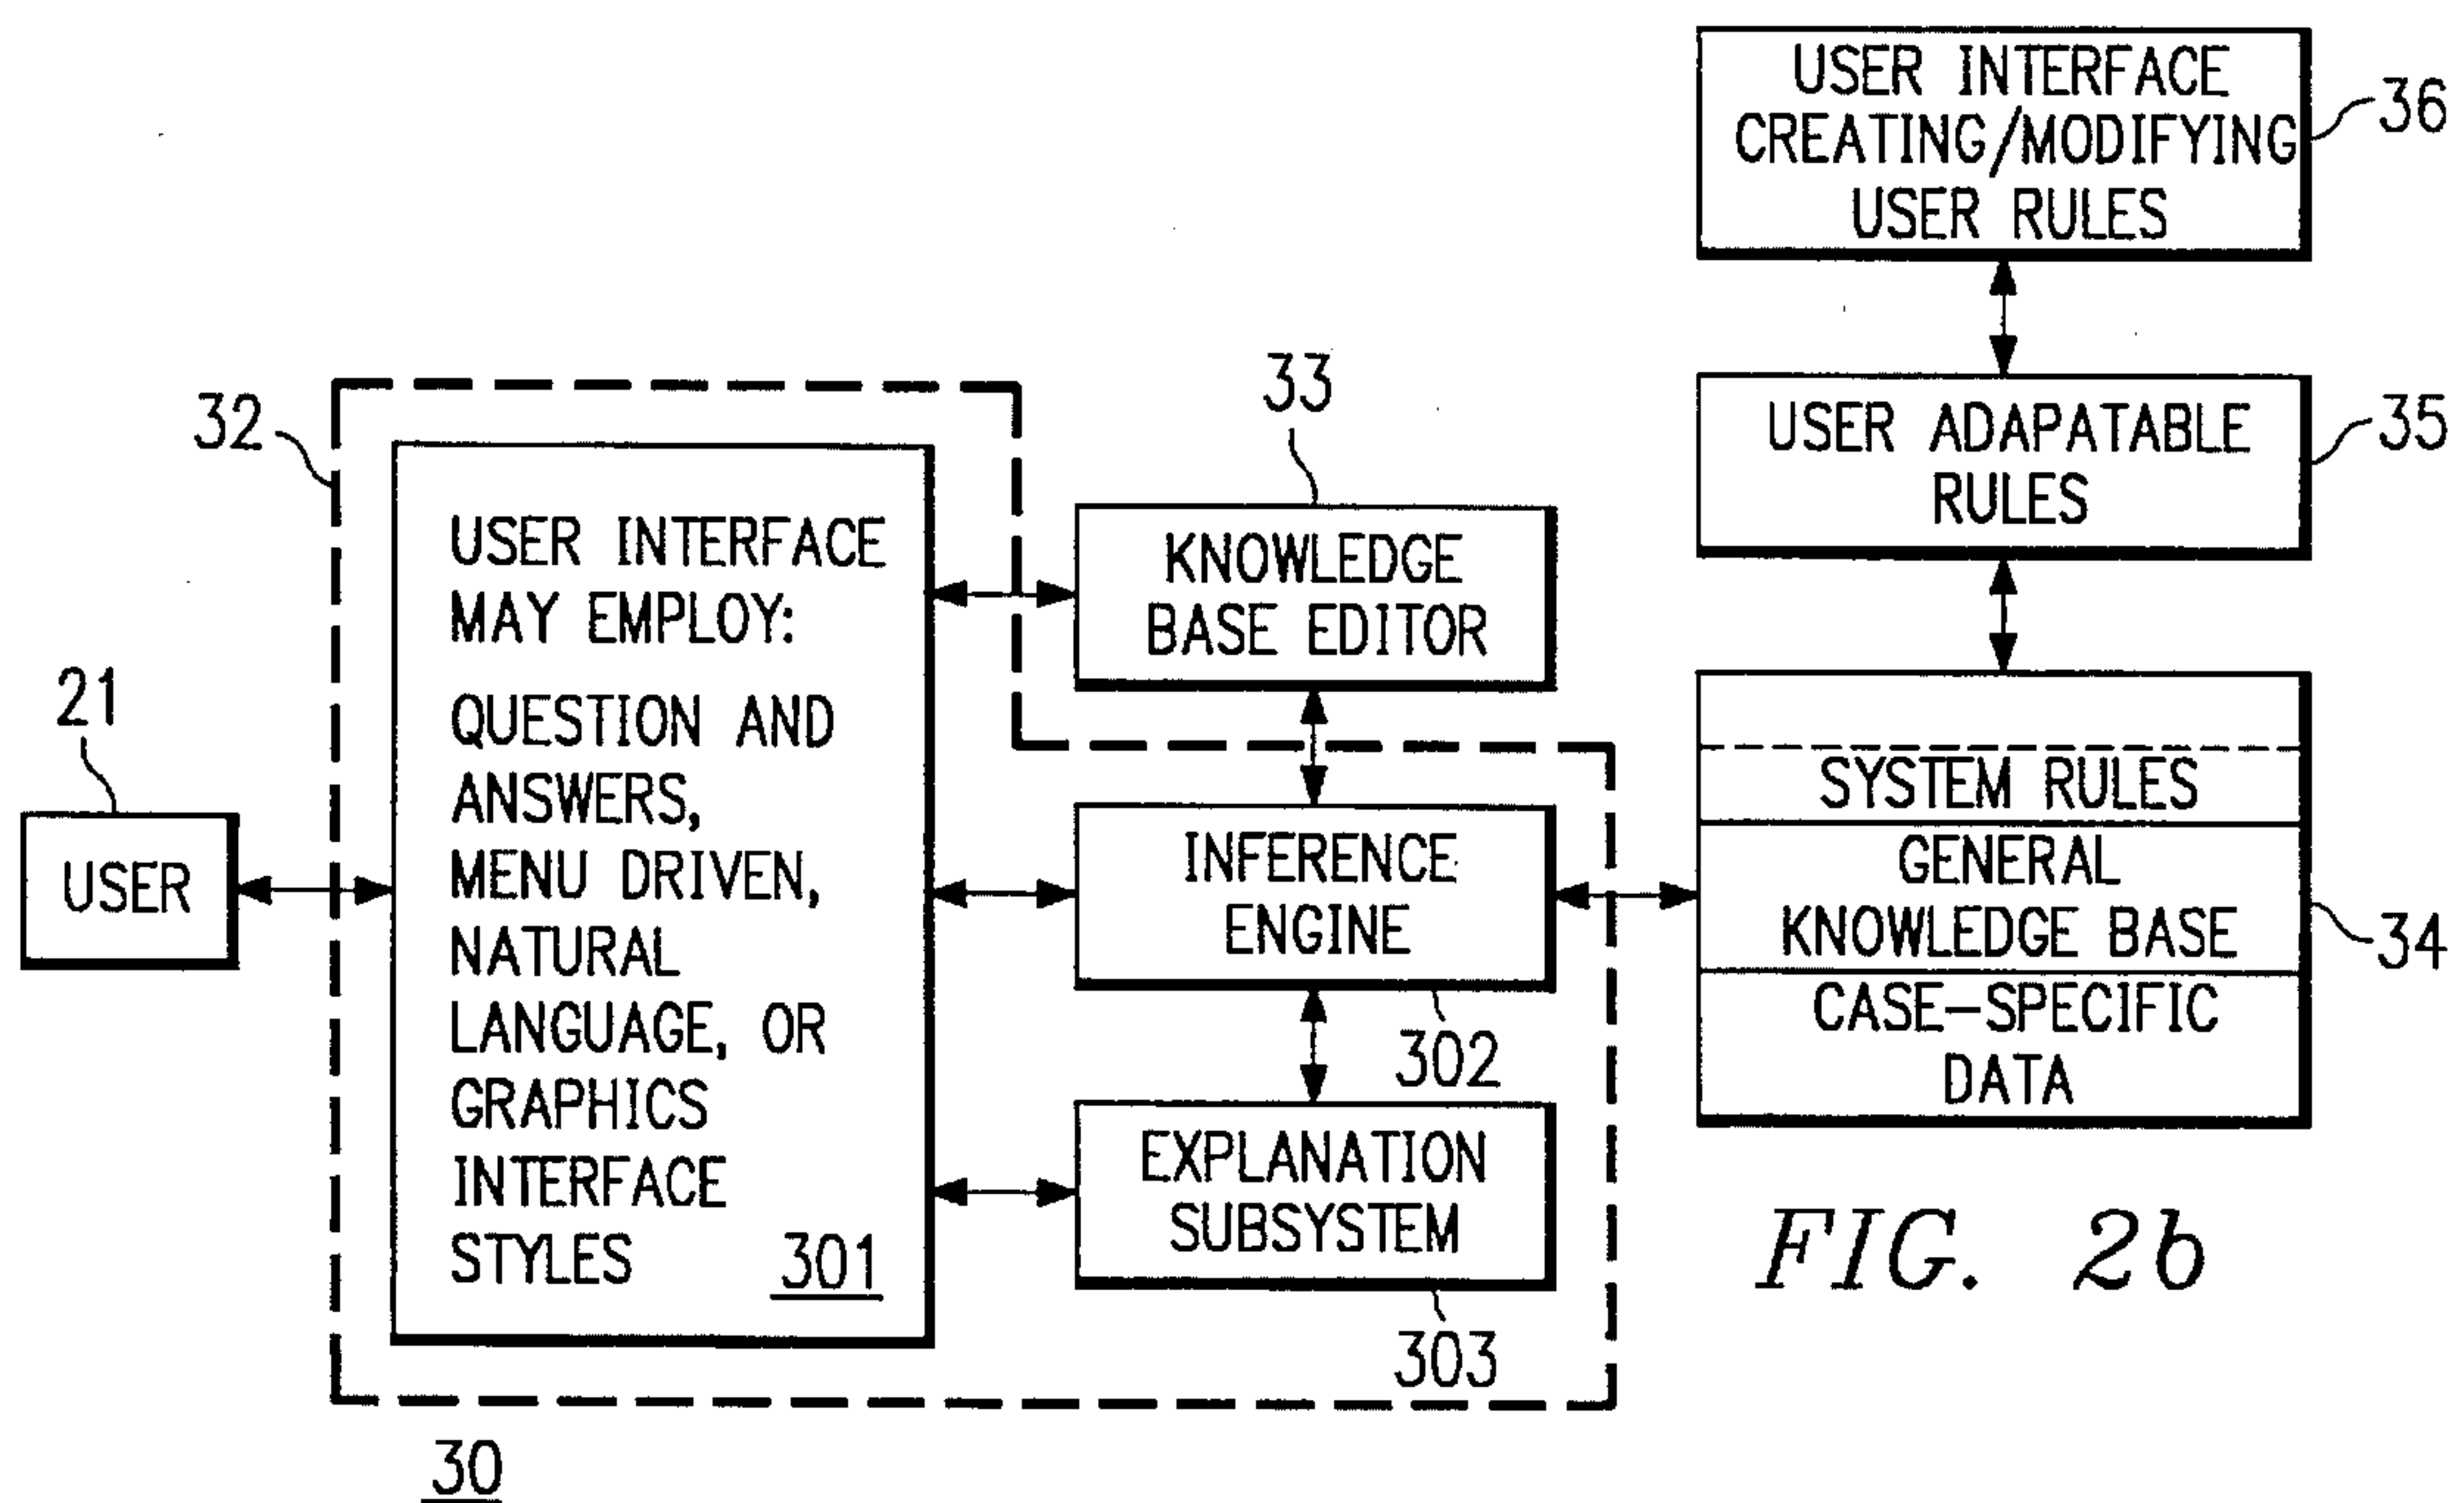 USER INTERFACE
CREATING/MODIFYING
USER RULES
36
USER ADAPATABLE
RULES
35
32
33
KNOWLEDGE
BASE EDITOR
21
USER
USER INTERFACE
MAY EMPLOY:
QUESTION AND
ANSWERS,
MENU DRIVEN,
NATURAL
LANGUAGE, OR
GRAPHICS
INTERFACE
STYLES
301
INFERENCE
ENGINE
302
EXPLANATION
SUBSYSTEM
303
SYSTEM RULES
GENERAL
KNOWLEDGE BASE
CASE-SPECIFIC
DATA
34
FIG. 2b
30